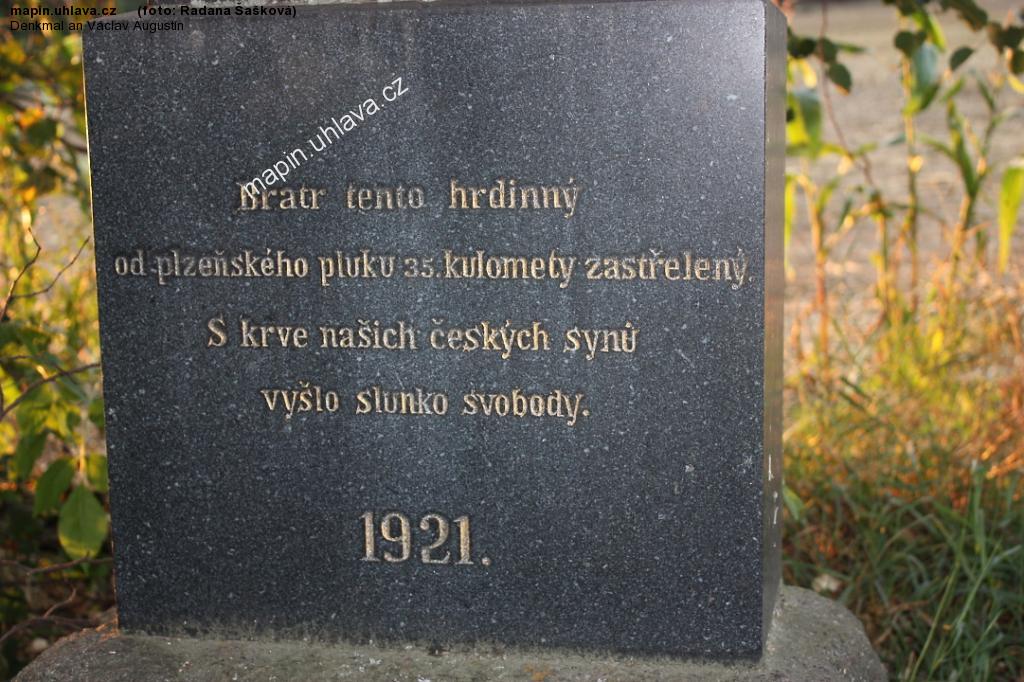 mapin.uhlava.cz (foto: Radana Šašková)
Denkmal an Václav Augustin
mapin.uhlava.cz
Bratr tento hrdinný
od plzeňského pluku 35. kulomety zastřelený.
S krve našich českých synů
vyšlo slunko svobody.
1921.